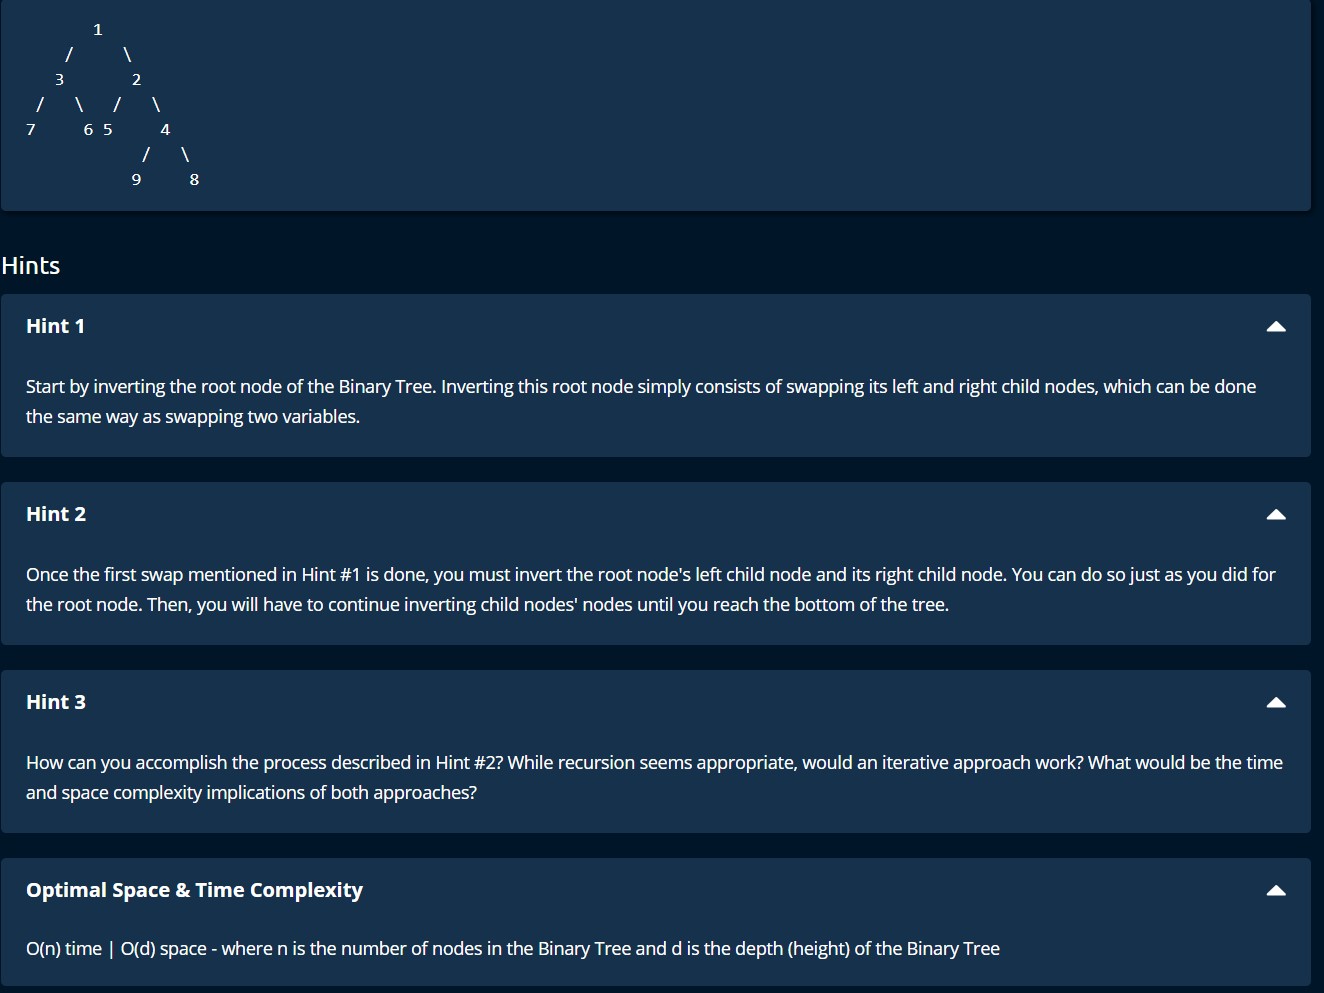 1
/ \
3 2
/ \ / \
7 6 5 4
/ \
9 8
Hints
Hint 1
Start by inverting the root node of the Binary Tree. Inverting this root node simply consists of swapping its left and right child nodes, which can be done
the same way as swapping two variables.
Hint 2
Once the first swap mentioned in Hint #1 is done, you must invert the root node's left child node and its right child node. You can do so just as you did for
the root node. Then, you will have to continue inverting child nodes' nodes until you reach the bottom of the tree.
Hint 3
How can you accomplish the process described in Hint #2? While recursion seems appropriate, would an iterative approach work? What would be the time
and space complexity implications of both approaches?
Optimal Space & Time Complexity
O(n) time | O(d) space - where n is the number of nodes in the Binary Tree and d is the depth (height) of the Binary Tree